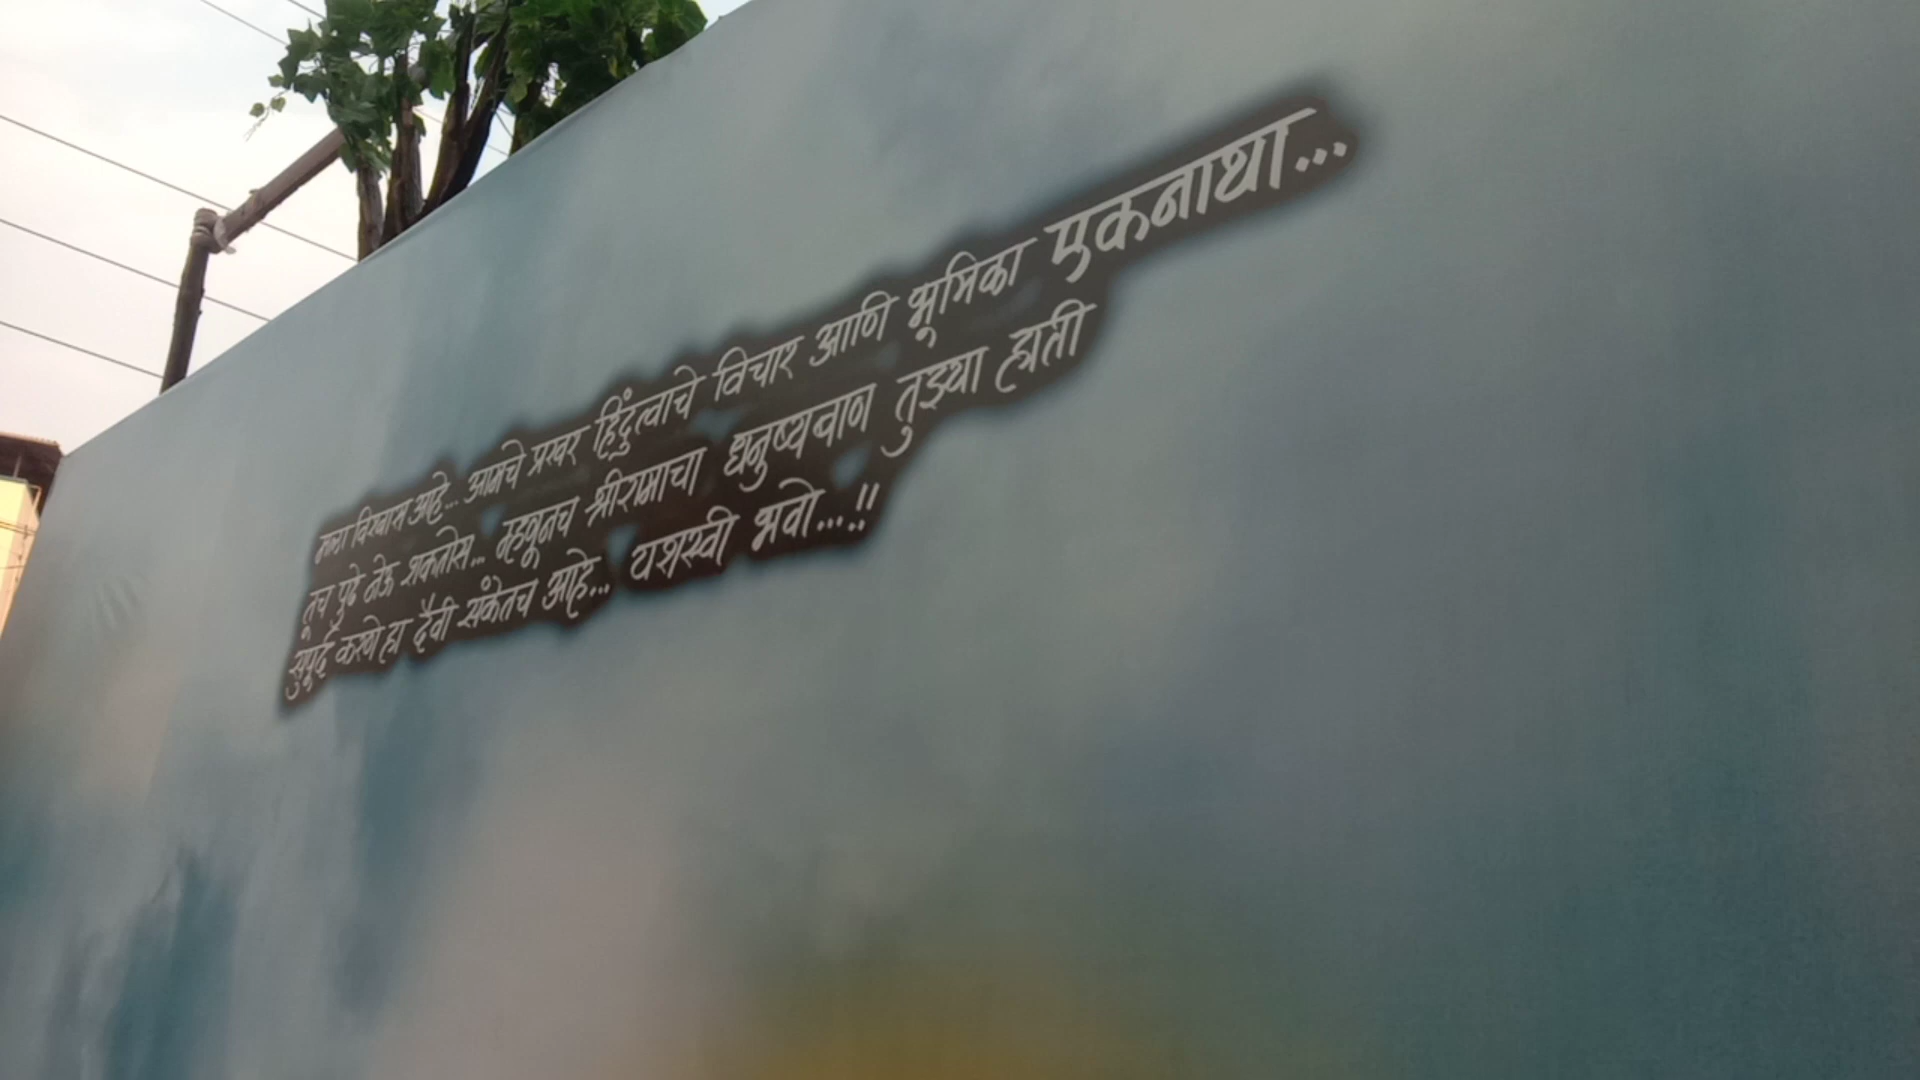 मला विश्वास आहे... आमचे प्रखर हिंदुत्वाचे विचार आणि भूमिका एकनाथा...
तूच पुढे नेऊ शकतोस... म्हणूनच श्रीरामाचा धनुष्यबाण तुझ्या हाती
सुपूर्द करणे हा दैवी संकेतच आहे... यशस्वी भवो...!!